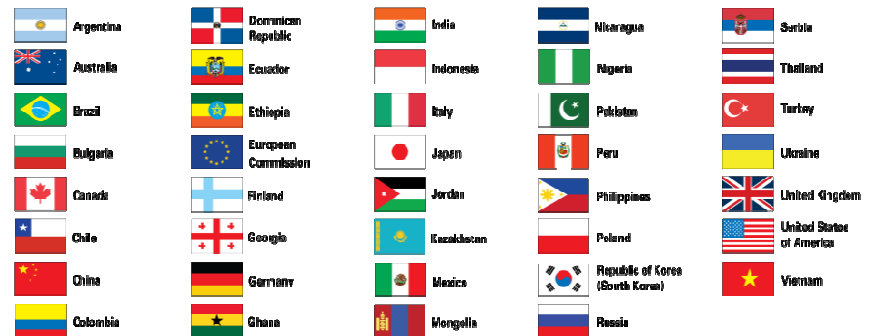 Argentina
Australia
Brazil
Bulgaria
Canada
Chile
China
Colombia
Dominican
Republic
Ecuador
Ethiopia
European
Commission
Finland
Georgia
Germany
Ghana
India
Indonesia
Italy
Japan
Jordan
Kazakhstan
Mexico
Mongolia
Nicaragua
Nigeria
Pakistan
Peru
Philippines
Poland
Republic of Korea
(South Korea)
Russia
Serbia
Thailand
Turkey
Ukraine
United Kingdom
United States
of America
Vietnam